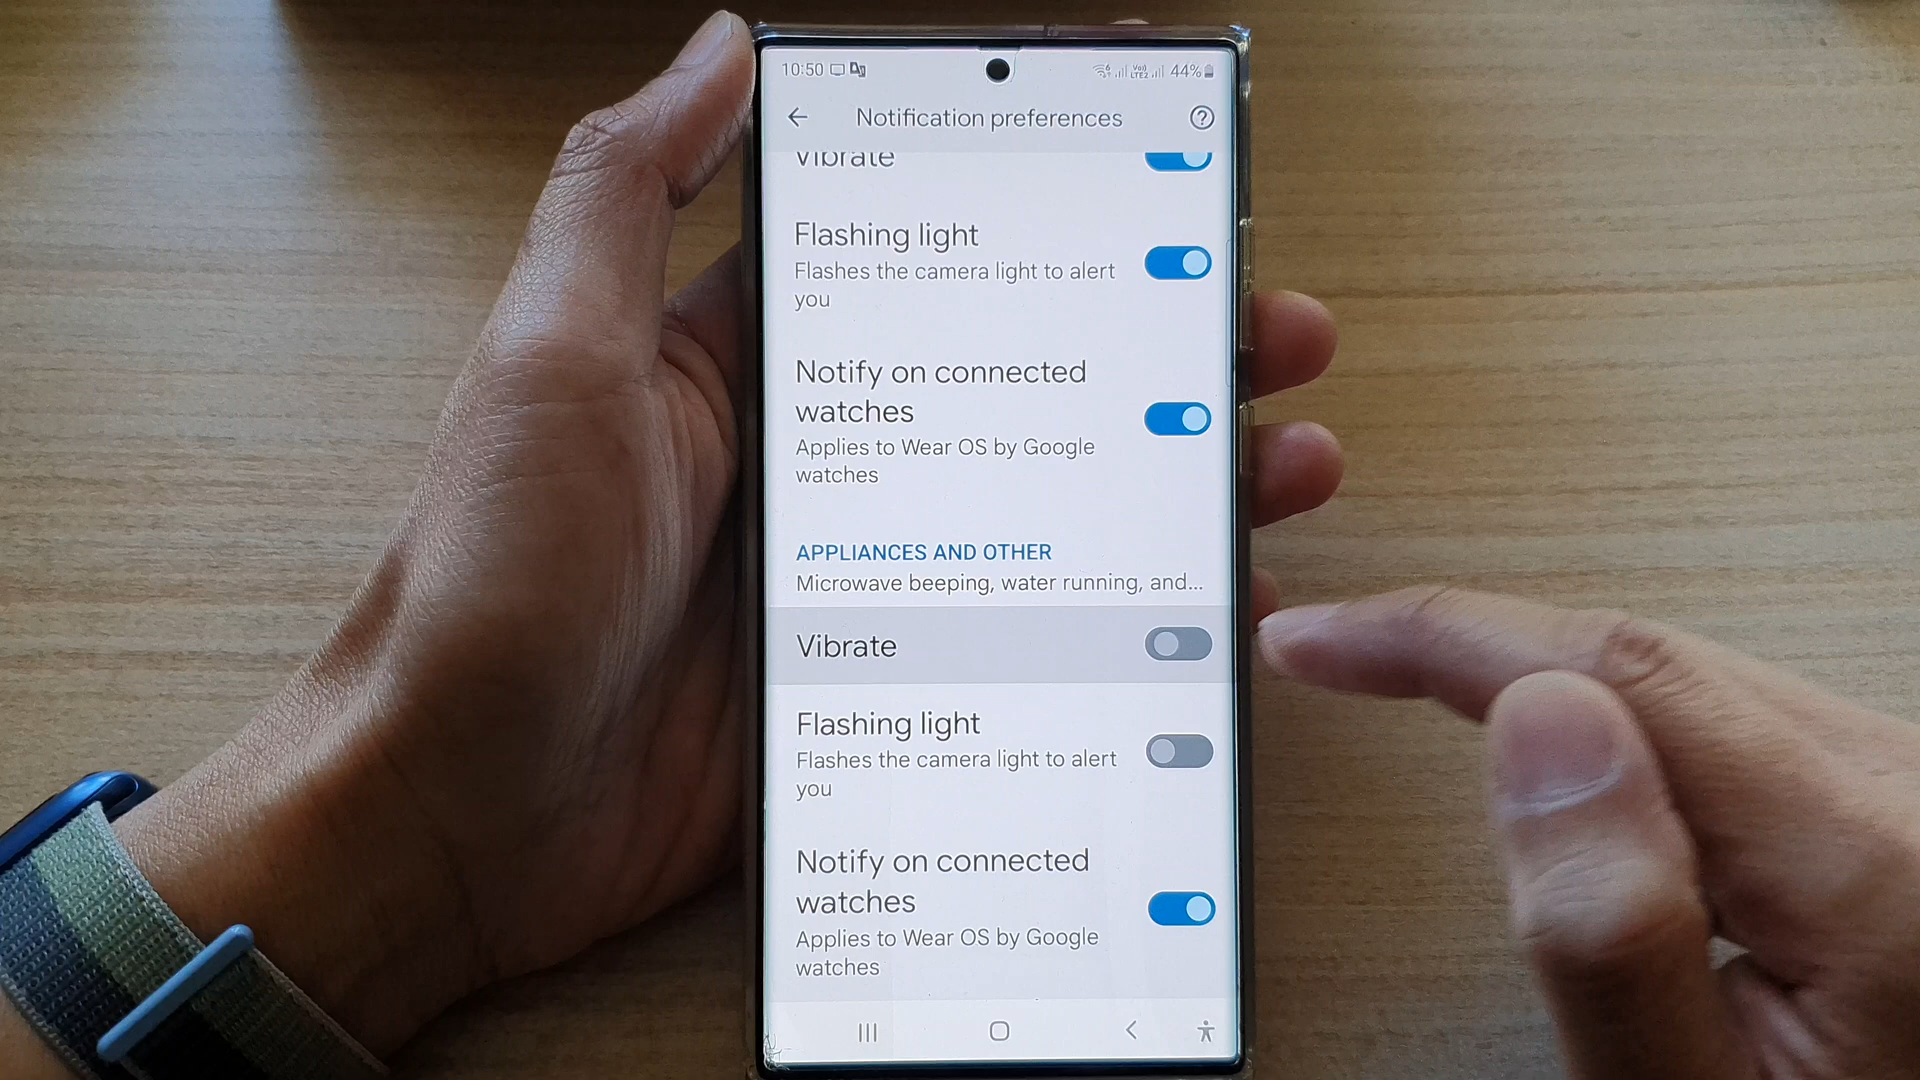 10:50 44%
Notification preferences
Vibrate
Flashing light
Flashes the camera light to alert
you
Notify on connected
watches
Applies to Wear OS by Google
watches
APPLIANCES AND OTHER
Microwave beeping, water running, and...
Vibrate
Flashing light
Flashes the camera light to alert
you
Notify on connected
watches
Applies to Wear OS by Google
watches